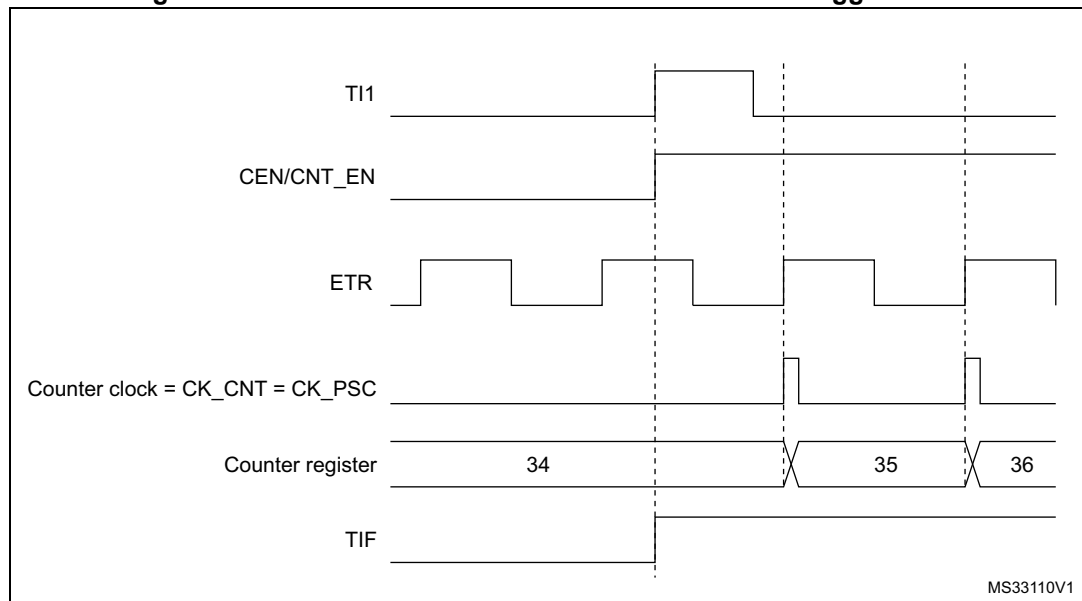 TI1
CEN/CNT_EN
ETR
Counter clock = CK_CNT = CK_PSC
Counter register 34 35 36
TIF
MS33110V1